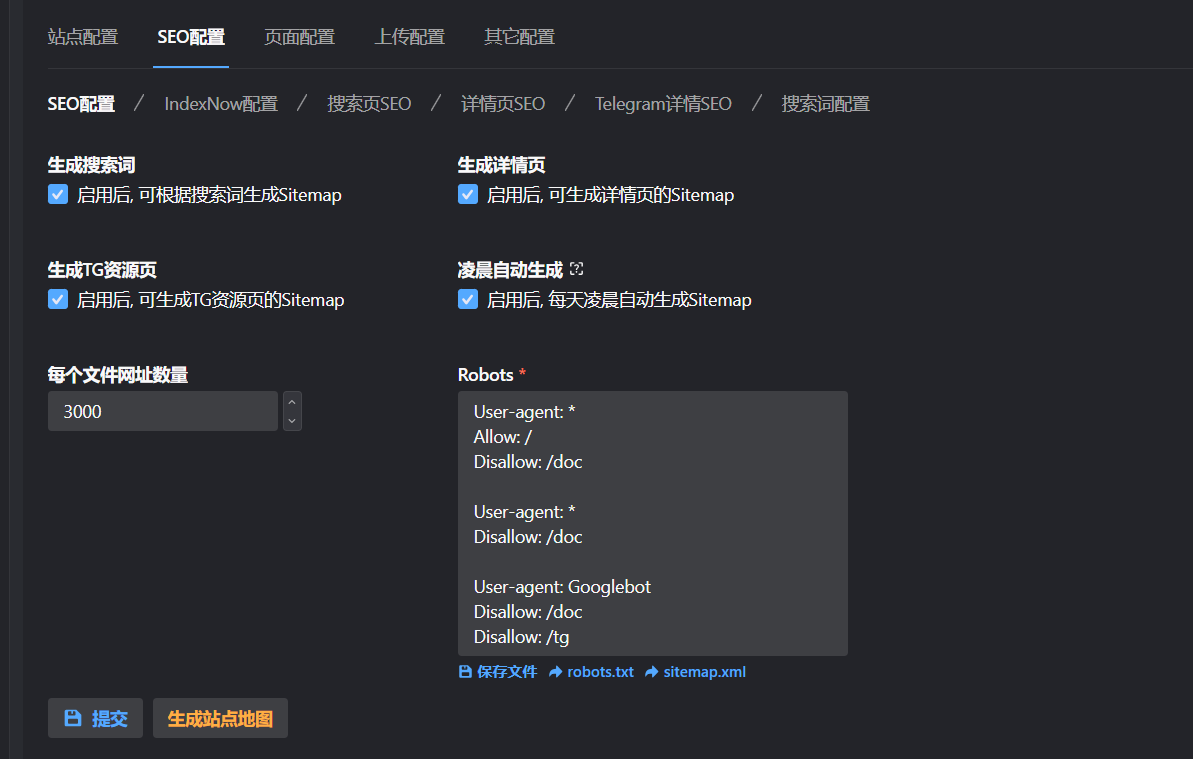 站点配置 SEO配置 页面配置 上传配置 其它配置
SEO配置 / IndexNow配置 / 搜索页SEO / 详情页SEO / Telegram详情SEO / 搜索词配置
生成搜索词
启用后, 可根据搜索词生成Sitemap
生成详情页
启用后, 可生成详情页的Sitemap
生成TG资源页
启用后, 可生成TG资源页的Sitemap
凌晨自动生成 [?]
启用后, 每天凌晨自动生成Sitemap
每个文件网址数量
3000
Robots *
User-agent: *
Allow: /
Disallow: /doc
User-agent: *
Disallow: /doc
User-agent: Googlebot
Disallow: /doc
Disallow: /tg
保存文件 robots.txt sitemap.xml
提交 生成站点地图